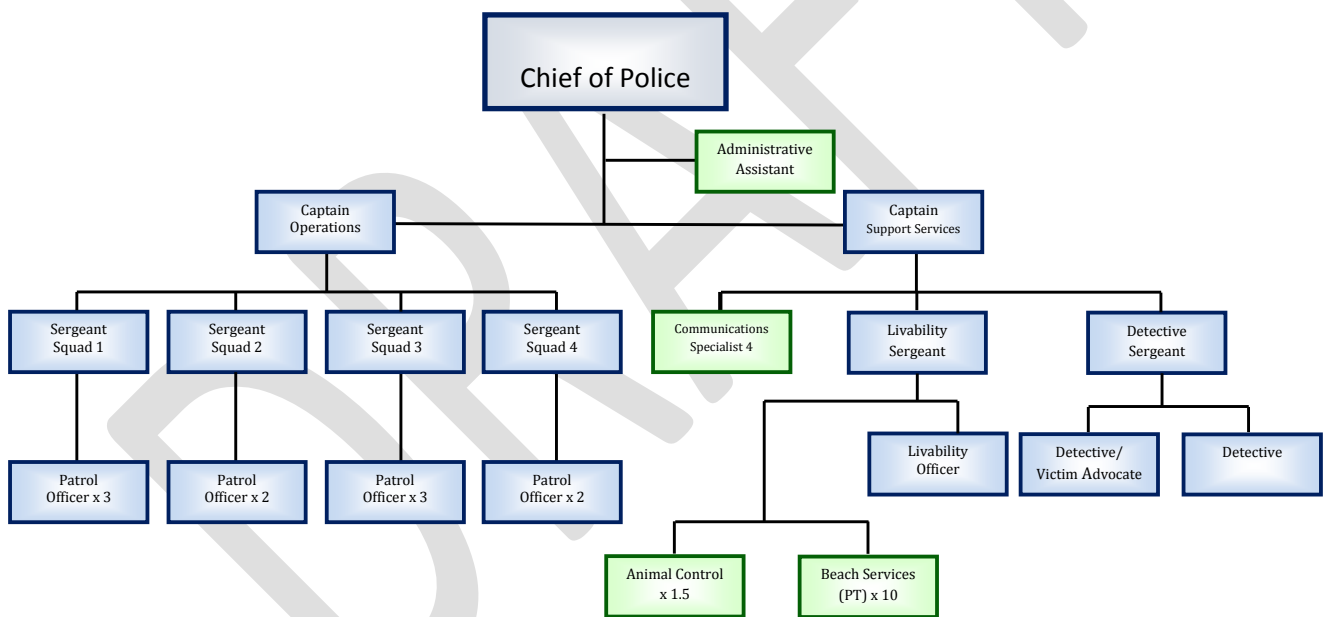 Chief of Police
Administrative
Assistant
Captain
Operations
Captain
Support Services
Sergeant
Squad 1
Sergeant
Squad 2
Sergeant
Squad 3
Sergeant
Squad 4
Communications
Specialist 4
Livability
Sergeant
Detective
Sergeant
Patrol
Officer x 3
Patrol
Officer x 2
Patrol
Officer x 3
Patrol
Officer x 2
Livability
Officer
Detective/
Victim Advocate
Detective
Animal Control
x 1.5
Beach Services
(PT) x 10
DRAFT